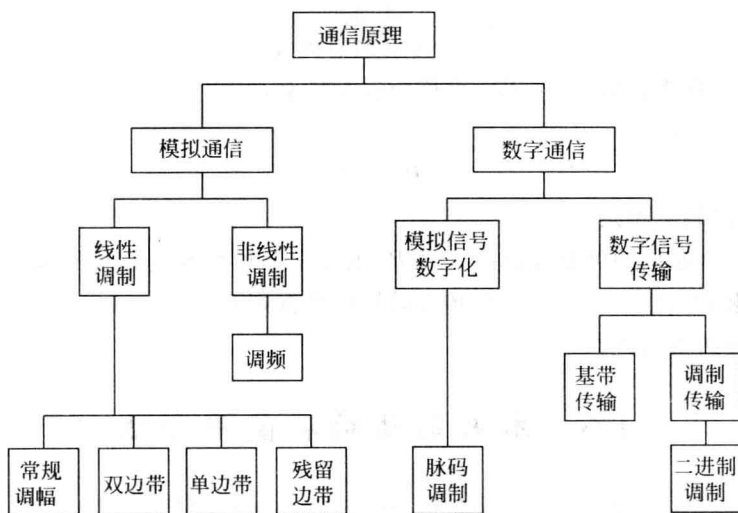 通信原理
模拟通信
数字通信
线性
调制
非线性
调制
模拟信号
数字化
数字信号
传输
调频
基带
传输
调制
传输
常规
调幅
双边带
单边带
残留
边带
脉码
调制
二进制
调制